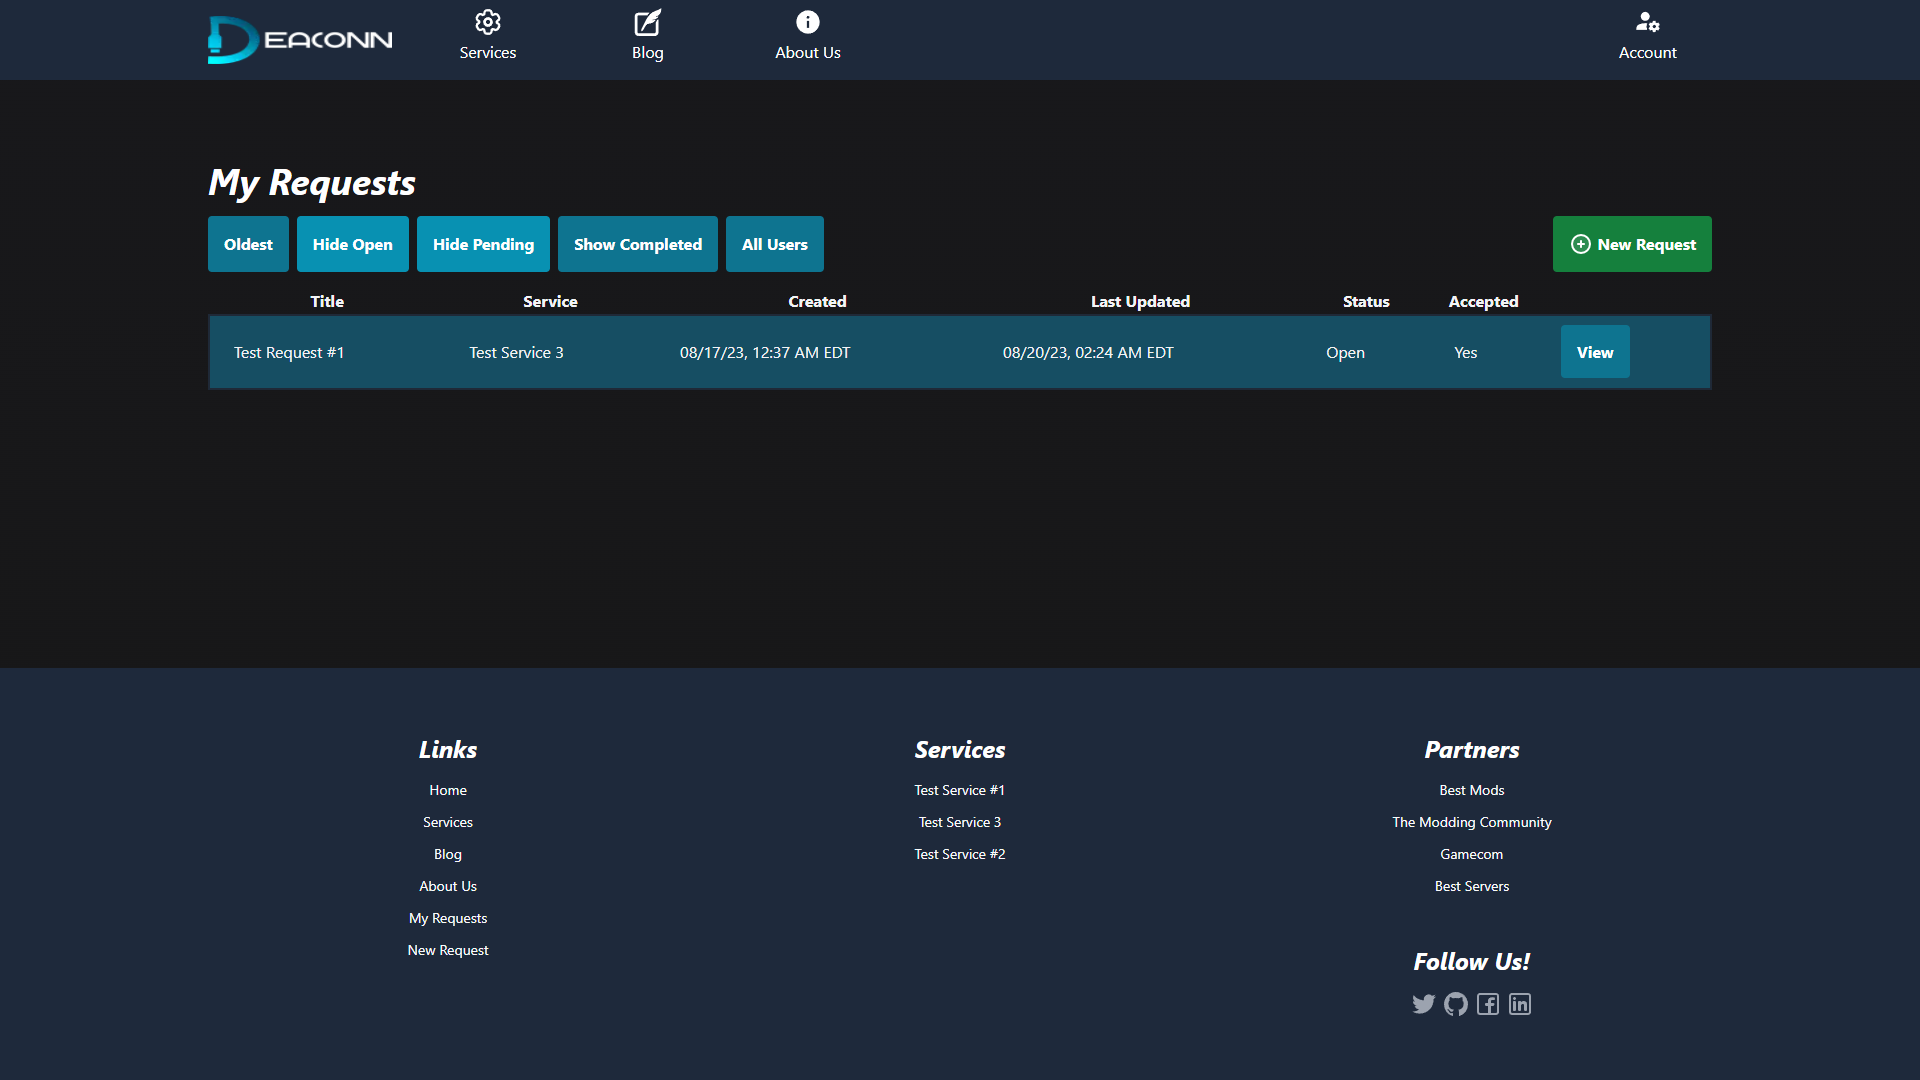 DEACONN
Services
Blog
About Us
Account
My Requests
Oldest
Hide Open
Hide Pending
Show Completed
All Users
New Request
Title Service Created Last Updated Status Accepted
Test Request #1 Test Service 3 08/17/23, 12:37 AM EDT 08/20/23, 02:24 AM EDT Open Yes View
Links
Home
Services
Blog
About Us
My Requests
New Request
Services
Test Service #1
Test Service 3
Test Service #2
Partners
Best Mods
The Modding Community
Gamecom
Best Servers
Follow Us!